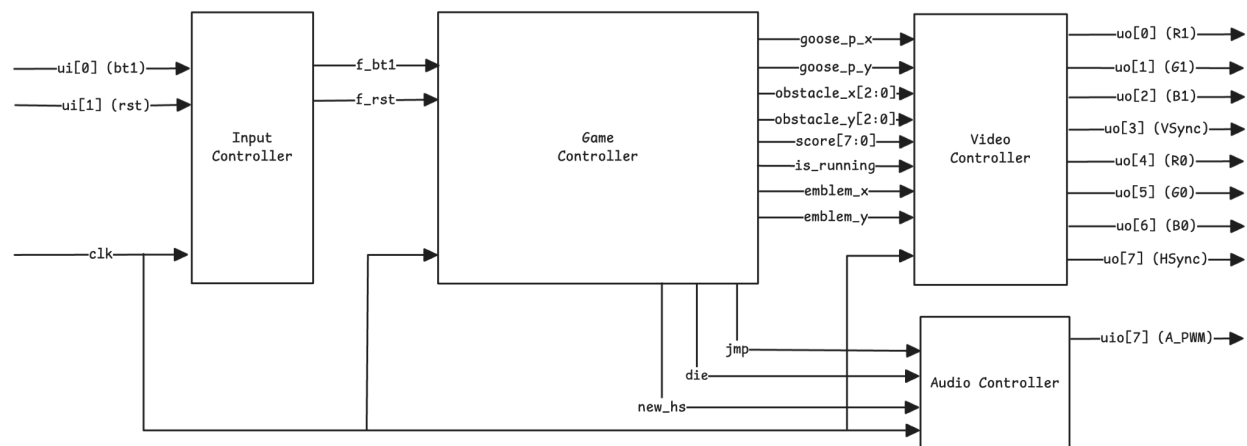 ui[0] (bt1)
ui[1] (rst)
clk
Input
Controller
f_bt1
f_rst
Game
Controller
goose_p_x
goose_p_y
obstacle_x[2:0]
obstacle_y[2:0]
score[7:0]
is_running
emblem_x
emblem_y
jmp
die
new_hs
Video
Controller
uo[0] (R1)
uo[1] (G1)
uo[2] (B1)
uo[3] (VSync)
uo[4] (R0)
uo[5] (G0)
uo[6] (B0)
uo[7] (HSync)
Audio Controller
uio[7] (A_PWM)